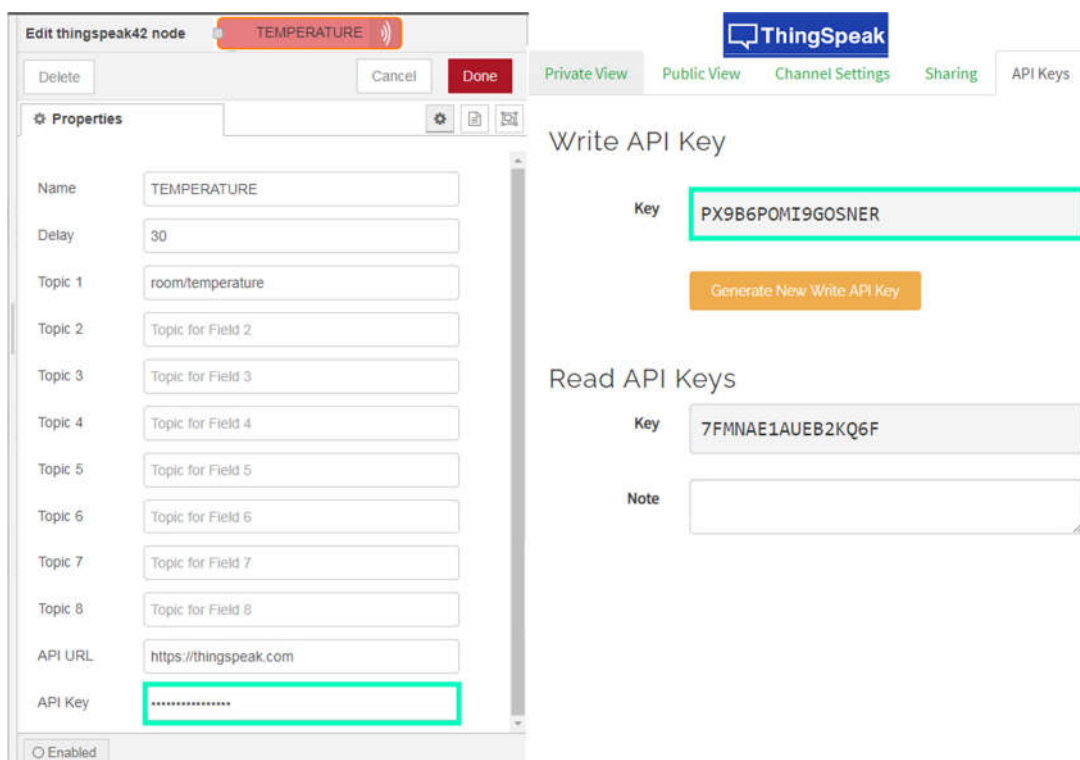 Edit thingspeak42 node
TEMPERATURE
Delete
Cancel
Done
Properties
Name
TEMPERATURE
Delay
30
Topic 1
room/temperature
Topic 2
Topic for Field 2
Topic 3
Topic for Field 3
Topic 4
Topic for Field 4
Topic 5
Topic for Field 5
Topic 6
Topic for Field 6
Topic 7
Topic for Field 7
Topic 8
Topic for Field 8
API URL
https://thingspeak.com
API Key
••••••••••••••••
Enabled
ThingSpeak
Private View
Public View
Channel Settings
Sharing
API Keys
Write API Key
Key
PX9B6POMI9GOSNER
Generate New Write API Key
Read API Keys
Key
7FMNAE1AUEB2KQ6F
Note